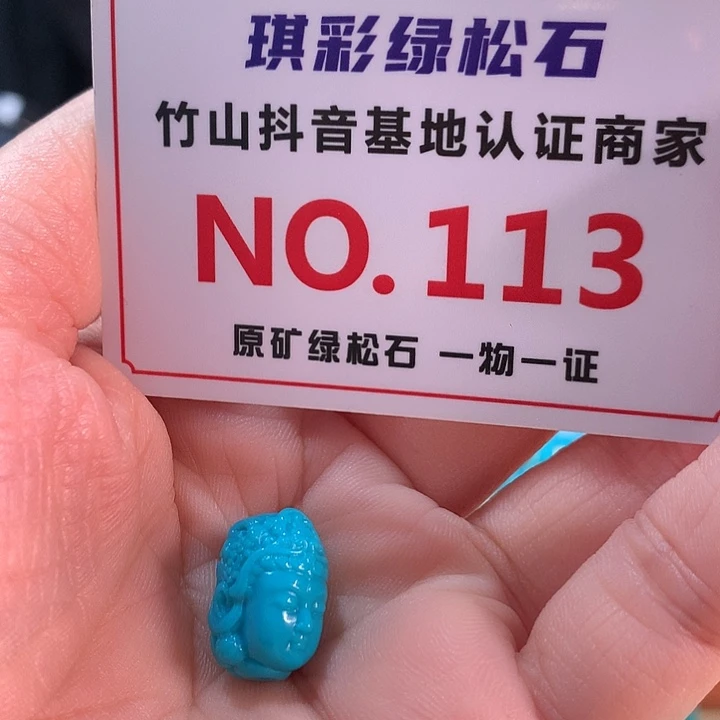 琪彩绿松石
竹山抖音基地认证商家
NO.113
原矿绿松石 一物一证